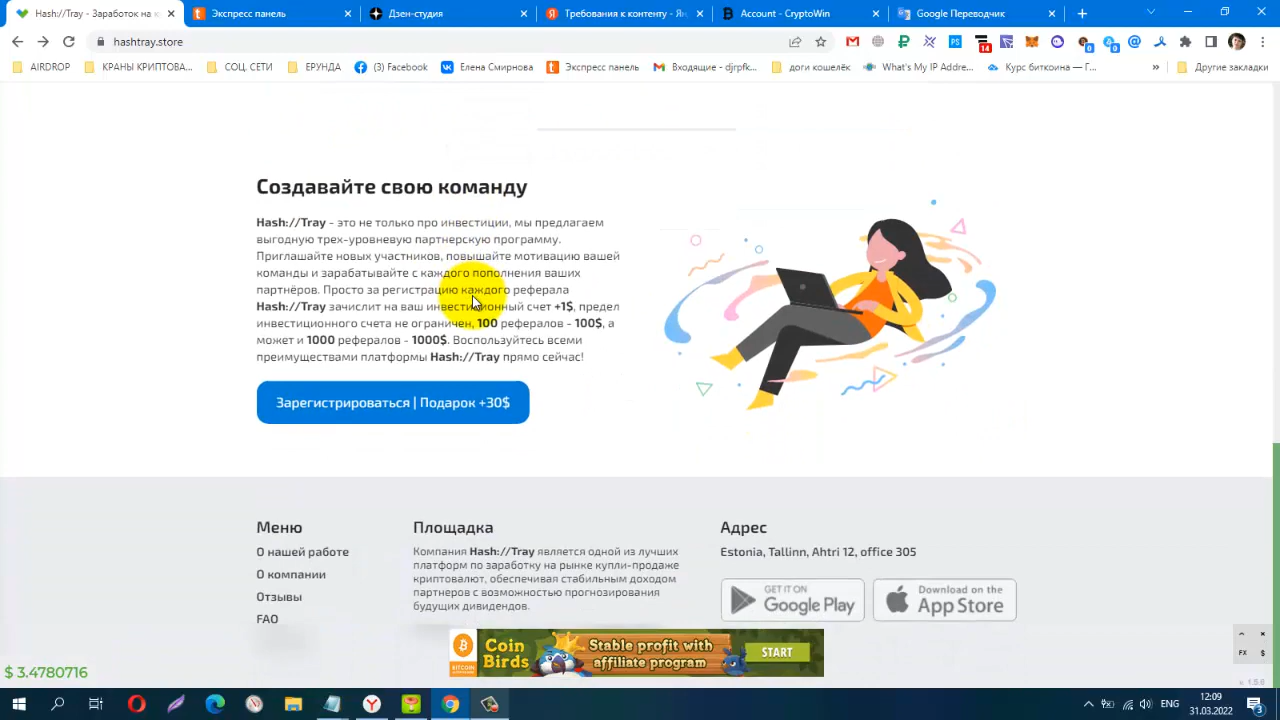 Hash://Tray - Заработок на к
Экспресс панель
Дзен-студия
Требования к контенту - Ян
Account - CryptoWin
Google Переводчик
hashtray.store
14
0
0
AIRDROP
КРАНЫ КРИПТОВА...
СОЦ. СЕТИ
ЕРУНДА
(3) Facebook
Елена Смирнова
Экспресс панель
Входящие - djrpfk...
доги кошелёк
What's My IP Addre...
Курс биткоина — Г...
»
Другие закладки
Создавайте свою команду
Hash://Tray - это не только про инвестиции, мы предлагаем
выгодную трех-уровневую партнерскую программу.
Приглашайте новых участников, повышайте мотивацию вашей
команды и зарабатывайте с каждого пополнения ваших
партнёров. Просто за регистрацию каждого реферала
Hash://Tray зачислит на ваш инвестиционный счет +1$, предел
инвестиционного счета не ограничен, 100 рефералов - 100$, а
может и 1000 рефералов - 1000$. Воспользуйтесь всеми
преимуществами платформы Hash://Tray прямо сейчас!
Зарегистрироваться | Подарок +30$
Меню
О нашей работе
О компании
Отзывы
FAQ
Площадка
Компания Hash://Tray является одной из лучших
платформ по заработку на рынке купли-продаже
криптовалют, обеспечивая стабильным доходом
партнеров с возможностью прогнозирования
будущих дивидендов.
Адрес
Estonia, Tallinn, Ahtri 12, office 305
GET IT ON
Google Play
Download on the
App Store
Coin
Birds
Stable profit with
affiliate program
START
FX $
v. 1.5.6
$ 3.4780716
ENG
12:09
31.03.2022
3